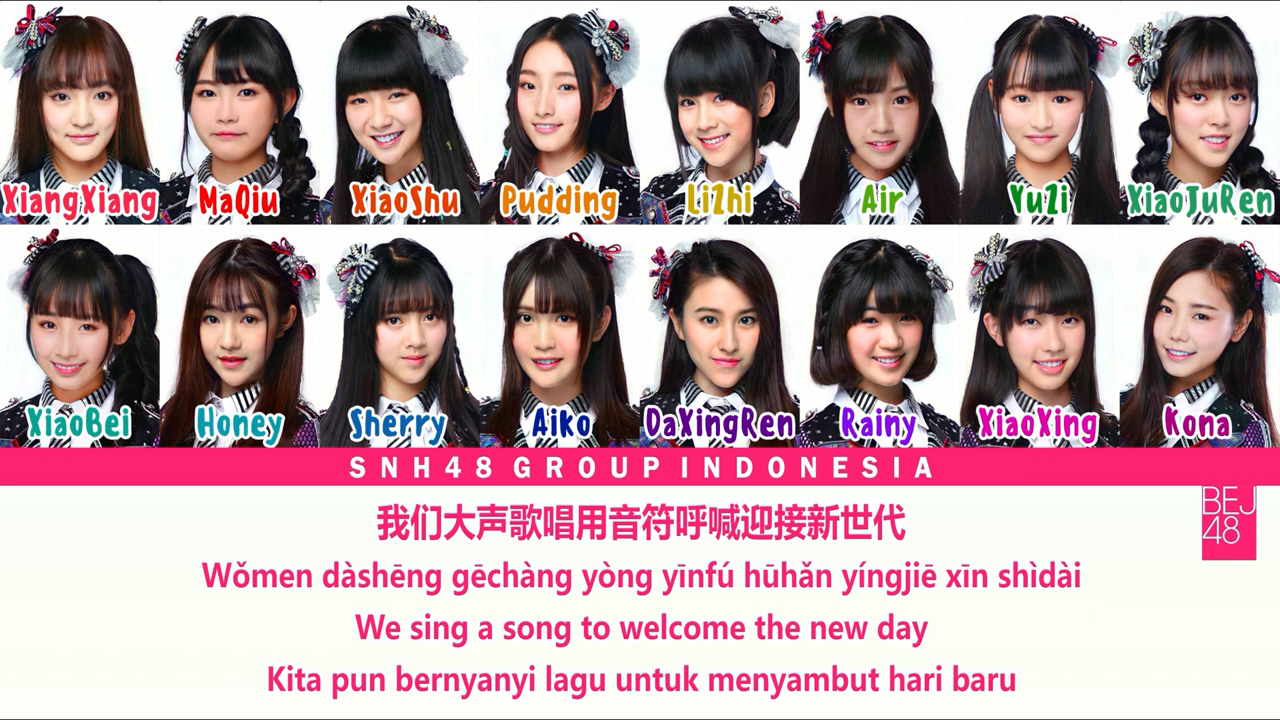 XiangXiang MaQiu XiaoShu Pudding LiZhi Air YuZi XiaoJuRen
XiaoBei Honey Sherry Aiko DaXingRen Rainy XiaoXing Kona
SNH48 GROUP INDONESIA
BEJ
48
我们大声歌唱用音符呼喊迎接新世代
Wǒmen dàshēng gēchàng yòng yīnfú hūhǎn yíngjiē xīn shìdài
We sing a song to welcome the new day
Kita pun bernyanyi lagu untuk menyambut hari baru